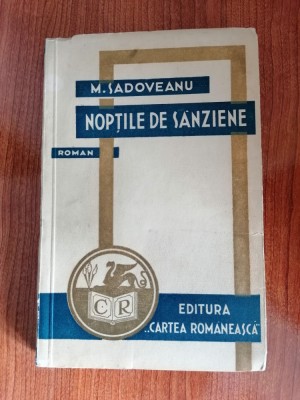 M. SADOVEANU
NOPȚILE DE SÂNZIENE
ROMAN
CR
EDITURA
„CARTEA ROMÂNEASCĂ"